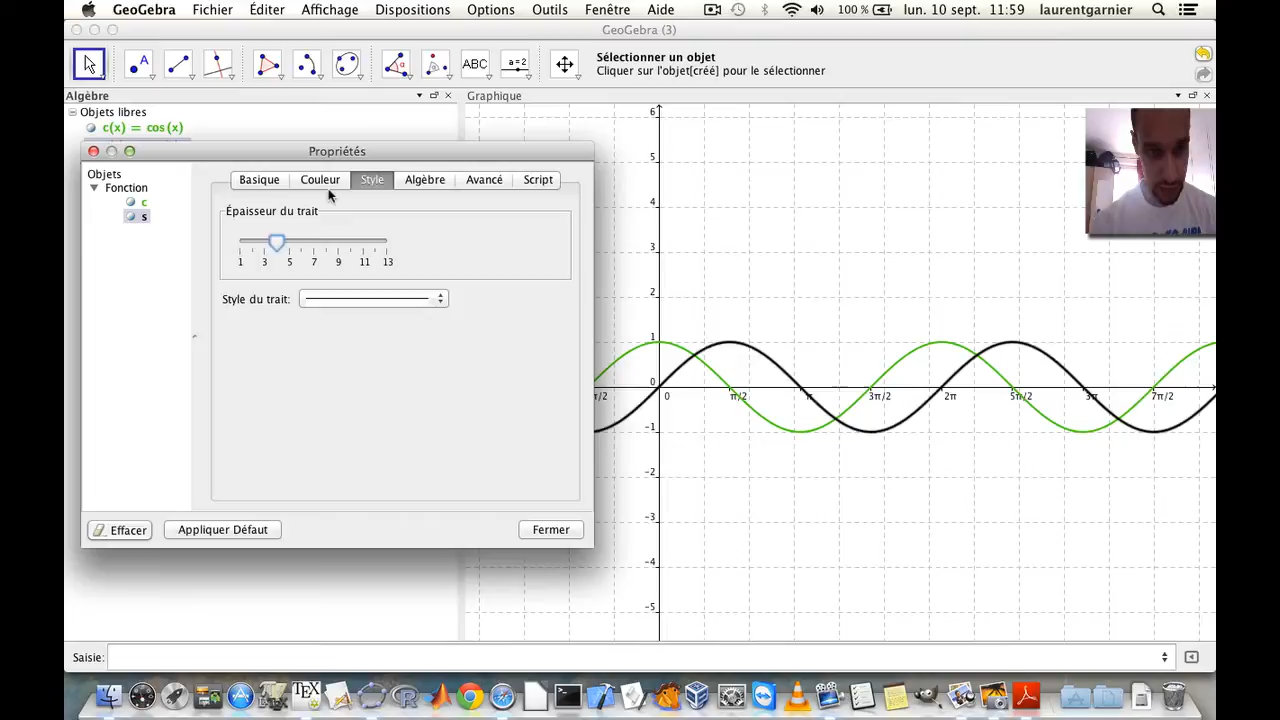 GeoGebra Fichier Éditer Affichage Dispositions Options Outils Fenêtre Aide 100 % lun. 10 sept. 11:59 laurentgarnier
GeoGebra (3)
A ABC a=2
Sélectionner un objet
Cliquer sur l'objet[créé] pour le sélectionner
Algèbre
Graphique
Objets libres
c(x) = cos(x)
Propriétés
Objets
Fonction
c
s
Basique Couleur Style Algèbre Avancé Script
Épaisseur du trait
1 3 5 7 9 11 13
Style du trait:
Effacer Appliquer Défaut Fermer
6
5
4
3
2
1
0
-1
-2
-3
-4
-5
π/2 0 π/2 π 3π/2 2π 5π/2 3π 7π/2
Saisie:
TEX